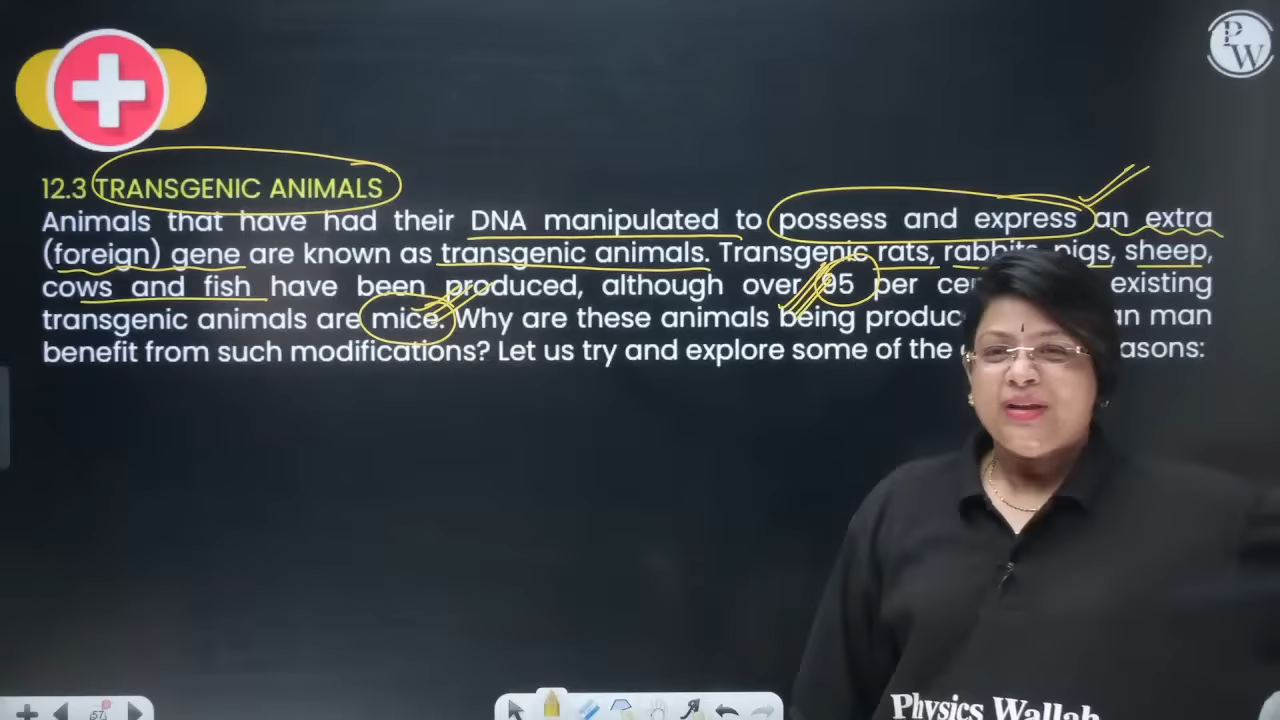 PW
12.3 TRANSGENIC ANIMALS
Animals that have had their DNA manipulated to possess and express an extra
(foreign) gene are known as transgenic animals. Transgenic rats, rabbits, pigs, sheep,
cows and fish have been produced, although over 95 per existing
transgenic animals are mice. Why are these animals being man
benefit from such modifications? Let us try and explore some of the
57
Physics Wallah